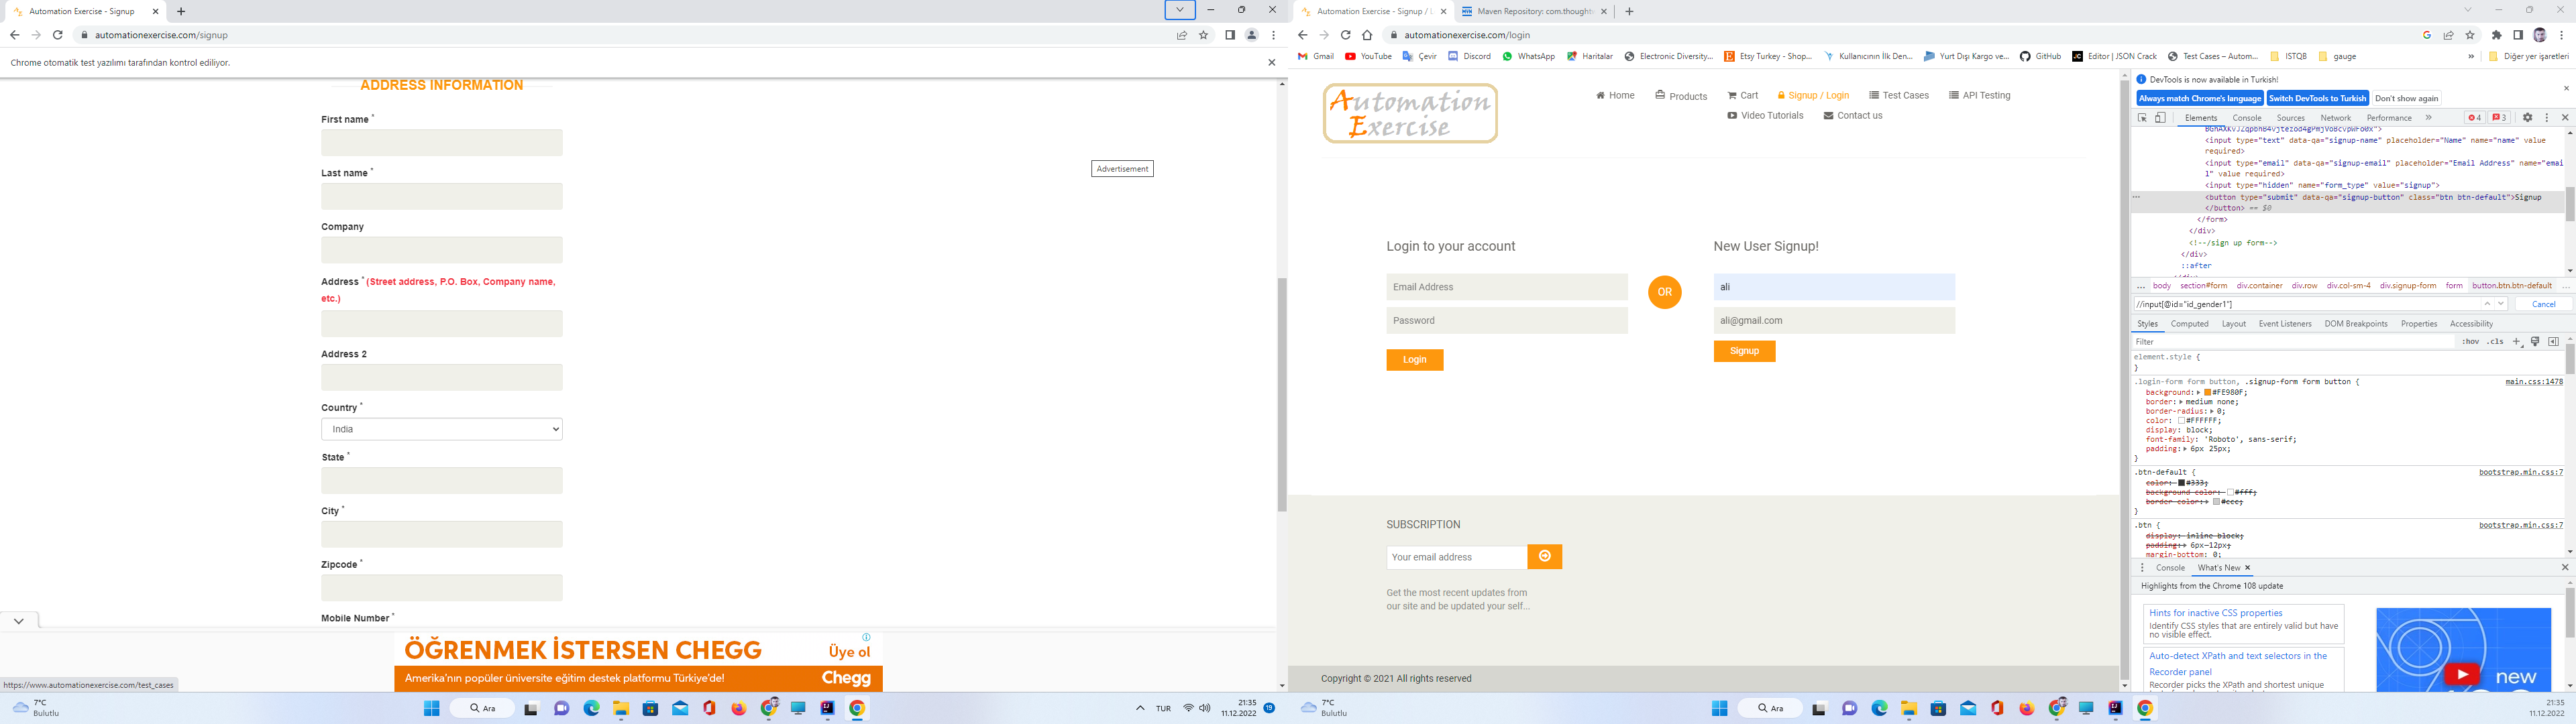 Automation Exercise - Signup
automationexercise.com/signup
Chrome otomatik test yazılımı tarafından kontrol ediliyor.
ADDRESS INFORMATION
First name *
Last name *
Company
Address * (Street address, P.O. Box, Company name,
etc.)
Address 2
Country *
India
State *
City *
Zipcode *
Mobile Number *
Advertisement
ÖĞRENMEK İSTERSEN CHEGG
Üye ol
Amerika'nın popüler üniversite eğitim destek platformu Türkiye'de!
Chegg
https://www.automationexercise.com/test_cases
7°C
Bulutlu
Ara
TUR
21:35
11.12.2022
19
Automation Exercise - Signup / L
Maven Repository: com.thought
automationexercise.com/login
Gmail
YouTube
Çevir
Discord
WhatsApp
Haritalar
Electronic Diversity...
Etsy Turkey - Shop...
Kullanıcının İlk Den...
Yurt Dışı Kargo ve...
GitHub
Editor | JSON Crack
Test Cases – Autom...
ISTQB
gauge
»
Diğer yer işaretleri
Automation
Exercise
Home
Products
Cart
Signup / Login
Test Cases
API Testing
Video Tutorials
Contact us
Login to your account
Email Address
Password
Login
OR
New User Signup!
ali
ali@gmail.com
Signup
SUBSCRIPTION
Your email address
Get the most recent updates from
our site and be updated your self...
Copyright © 2021 All rights reserved
DevTools is now available in Turkish!
Always match Chrome's language
Switch DevTools to Turkish
Don't show again
Elements
Console
Sources
Network
Performance
»
4
3
<input type="text" data-qa="signup-name" placeholder="Name" name="name" value
required>
<input type="email" data-qa="signup-email" placeholder="Email Address" name="emai
l" value required>
<input type="hidden" name="form_type" value="signup">
<button type="submit" data-qa="signup-button" class="btn btn-default">Signup
</button> == $0
</form>
</div>
<!--/sign up form-->
</div>
::after
... body section#form div.container div.row div.col-sm-4 div.signup-form form button.btn.btn-default ...
//input[@id="id_gender1"]
Cancel
Styles
Computed
Layout
Event Listeners
DOM Breakpoints
Properties
Accessibility
Filter
:hov .cls
element.style {
}
.login-form form button, .signup-form form button {
main.css:1478
background: #FE980F;
border: medium none;
border-radius: 0;
color: #FFFFFF;
display: block;
font-family: 'Roboto', sans-serif;
padding: 6px 25px;
}
.btn-default {
bootstrap.min.css:7
color: #333;
background-color: #fff;
border-color: #ccc;
}
.btn {
bootstrap.min.css:7
display: inline-block;
padding: 6px 12px;
margin-bottom: 0;
Console
What's New
Highlights from the Chrome 108 update
Hints for inactive CSS properties
Identify CSS styles that are entirely valid but have
no visible effect.
Auto-detect XPath and text selectors in the
Recorder panel
Recorder picks the XPath and shortest unique
new
7°C
Bulutlu
Ara
21:35
11.12.2022